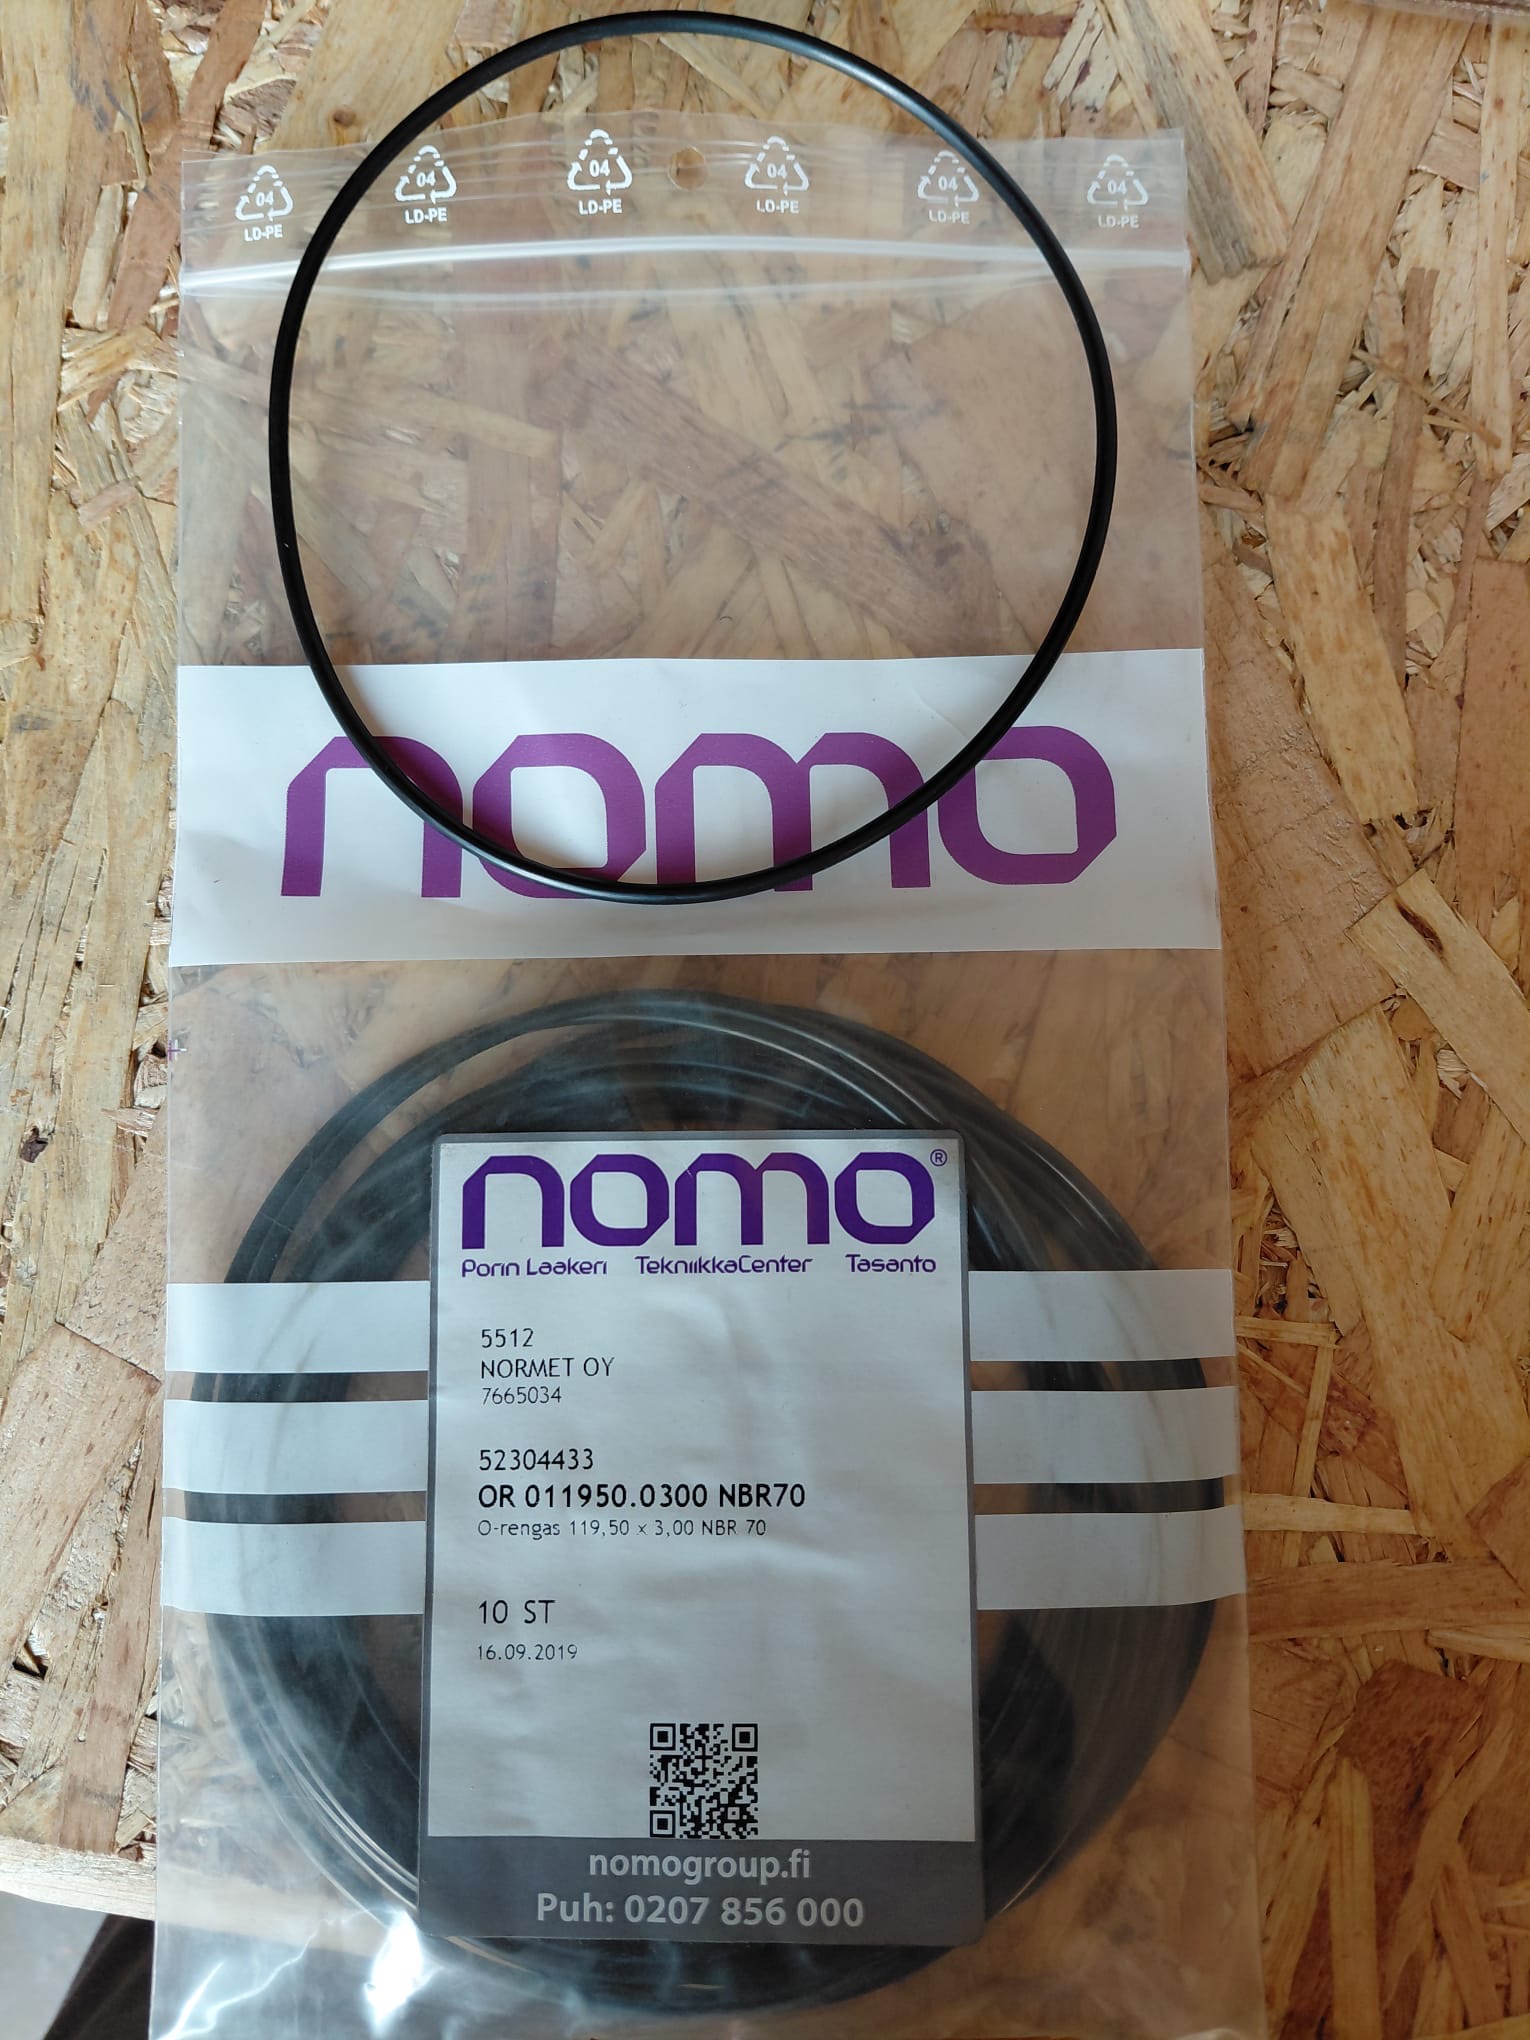 04 04 04 04 04 04
LD-PE LD-PE LD-PE LD-PE LD-PE LD-PE
nomo
nomo®
Porin Laakeri TekniikkaCenter Tasanto
5512
NORMET OY
7665034
52304433
OR 011950.0300 NBR70
O-rengas 119,50 x 3,00 NBR 70
10 ST
16.09.2019
nomogroup.fi
Puh: 0207 856 000